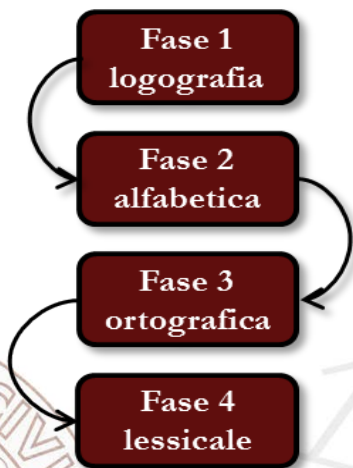 Fase 1
logografia
Fase 2
alfabetica
Fase 3
ortografica
Fase 4
lessicale